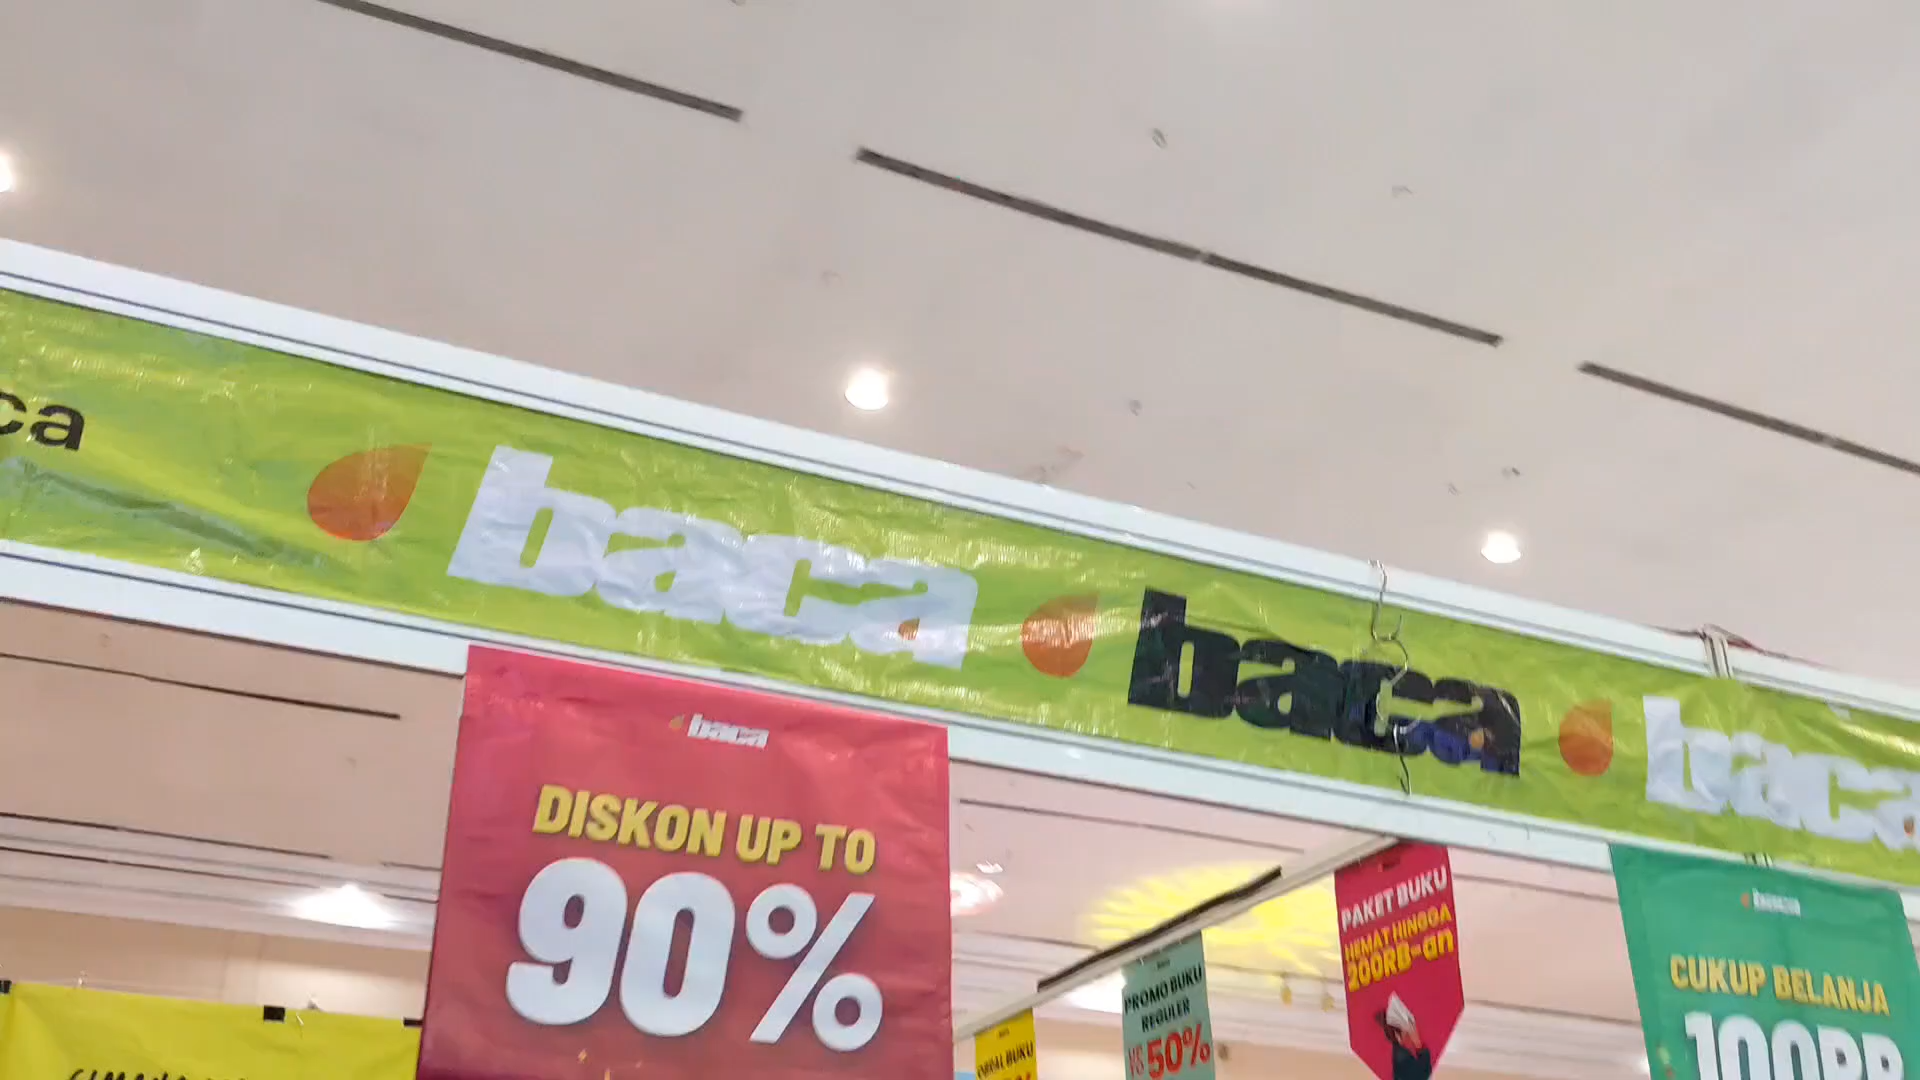 ca
baca
baca
baca
baca
DISKON UP TO
90%
PROMO BUKU
REGULER
50%
PAKET BUKU
HEMAT HINGGA
200RB-an
CUKUP BELANJA
100RB
BUKU